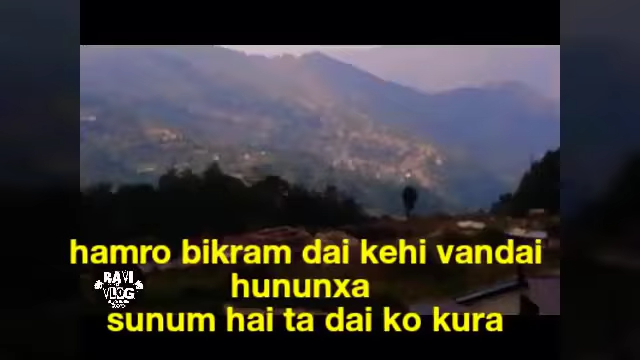 hamro bikram dai kehi vandai
hununxa
sunum hai ta dai ko kura
RAVI
VLOG